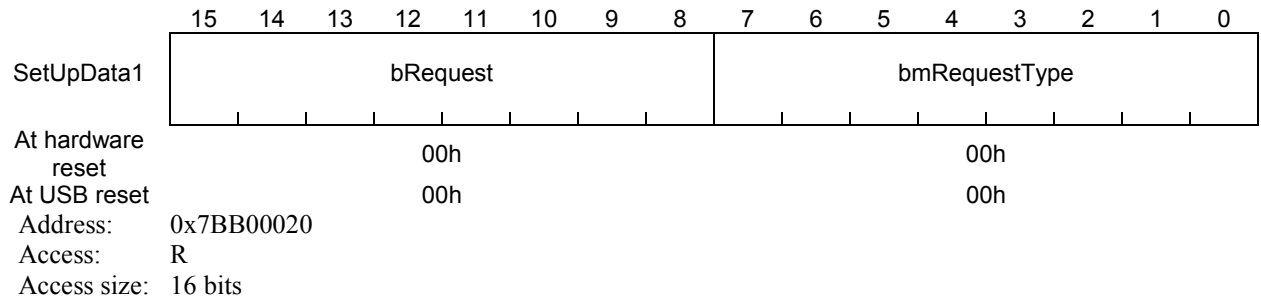 15 14 13 12 11 10 9 8 7 6 5 4 3 2 1 0
SetUpData1 bRequest bmRequestType
At hardware reset 00h 00h
At USB reset 00h 00h
Address: 0x7BB00020
Access: R
Access size: 16 bits